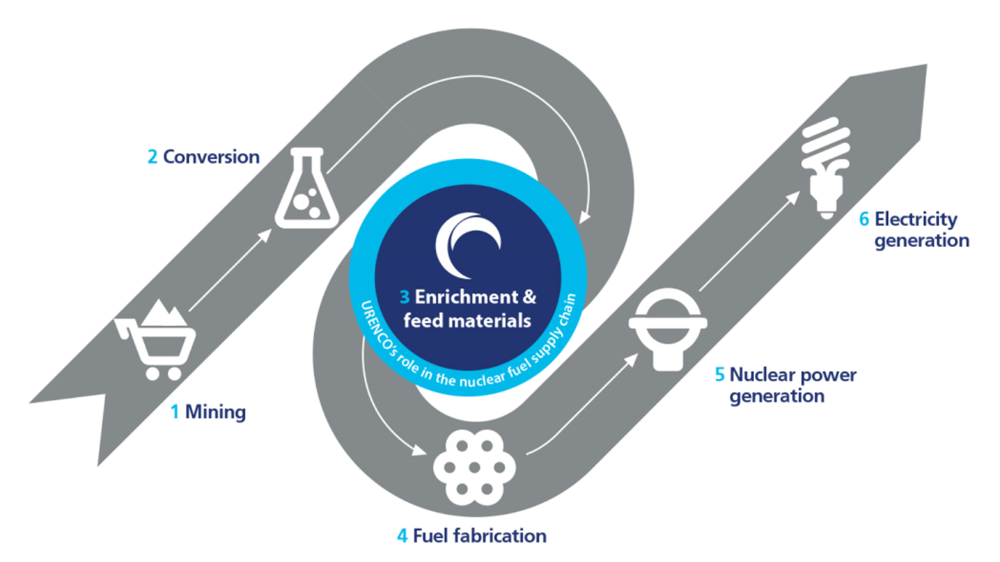 1 Mining
2 Conversion
3 Enrichment &
feed materials
URENCO's role in the nuclear fuel supply chain
4 Fuel fabrication
5 Nuclear power
generation
6 Electricity
generation